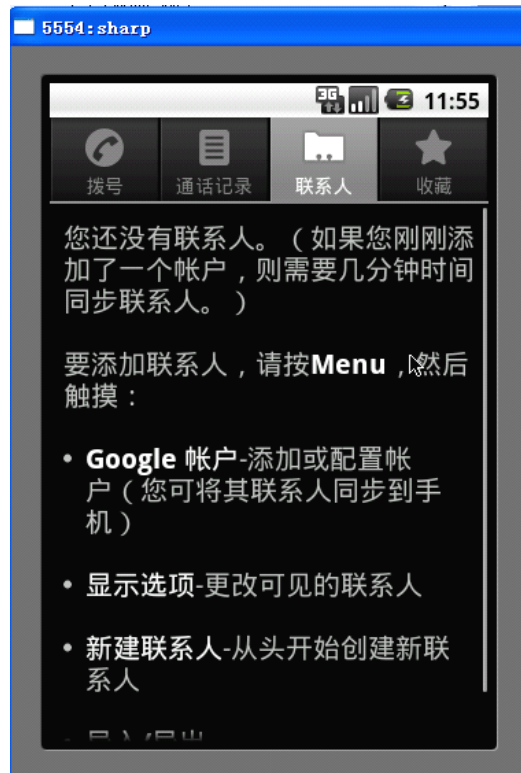 5554:sharp
3G 11:55
拨号 通话记录 联系人 收藏
您还没有联系人。（如果您刚刚添
加了一个帐户，则需要几分钟时间
同步联系人。）
要添加联系人，请按Menu，然后
触摸：
• Google 帐户-添加或配置帐
户（您可将其联系人同步到手
机）
• 显示选项-更改可见的联系人
• 新建联系人-从头开始创建新联
系人